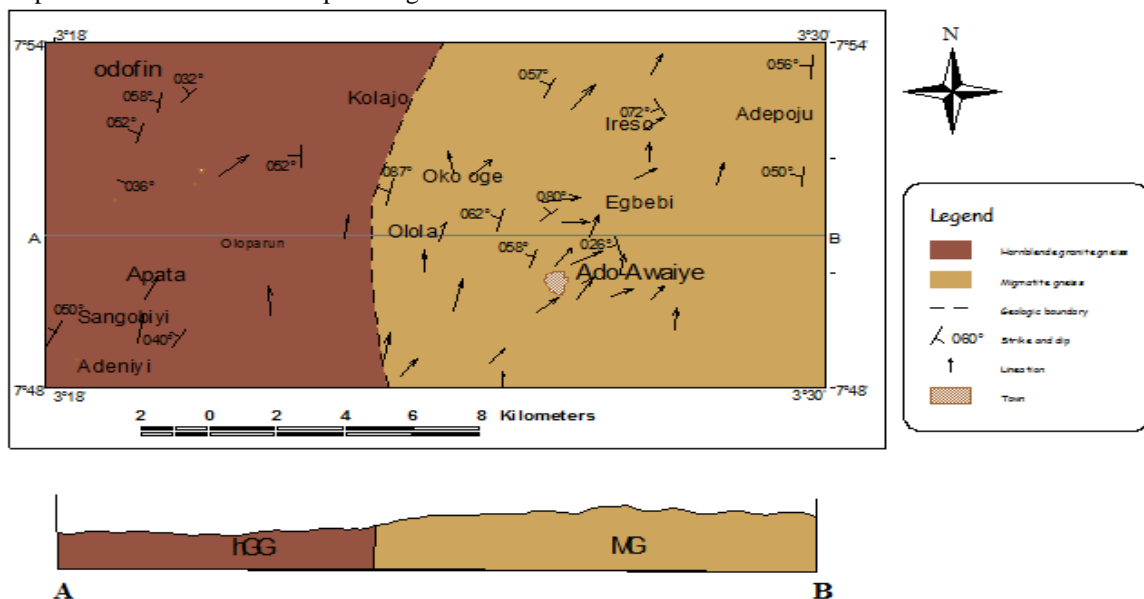 3°18'
3°30'
N
7°54'
7°54'
odofin
032°
058°
052°
036°
052°
Kolajo
057°
056°
072°
Ireso
Adepoju
087°
Oko oge
050°
080°
Egbebi
062°
Olola
058°
026°
A
B
Oloparun
Apata
Ado Awaiye
050°
Sangobiyi
040°
Adeniyi
7°48'
7°48'
3°18'
3°30'
2 0 2 4 6 8 Kilometers
Legend
Hornblende granite gneiss
Migmatite gneiss
Geologic boundary
060° Strike and dip
Lineation
Town
hGG
MG
A
B